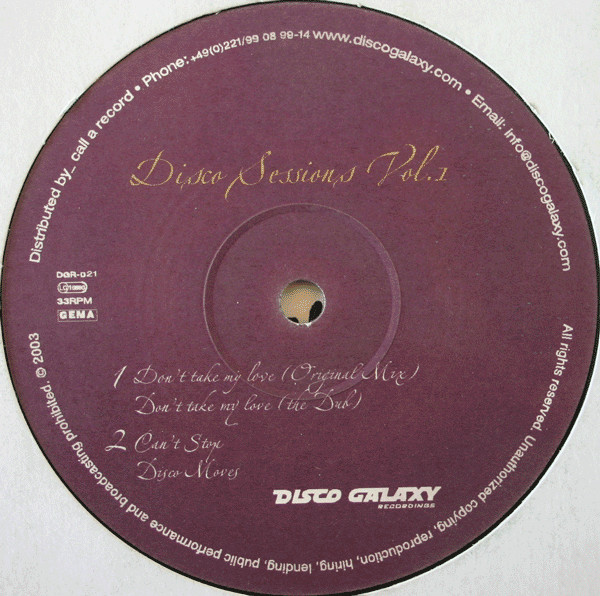 Distributed by_ call a record • Phone: +49(0)221/99 08 99-14 www.discogalaxy.com • Email: info@discogalaxy.com
Disco Sessions Vol.1
DGR-021
33RPM
GEMA
1 Don't take my love (Original Mix)
Don't take my love (the Dub)
2 Can't Stop
Disco Moves
DISCO GALAXY
RECORDINGS
All rights reserved. Unauthorized copying, reproduction, hiring, lending, public performance and broadcasting prohibited. © 2003